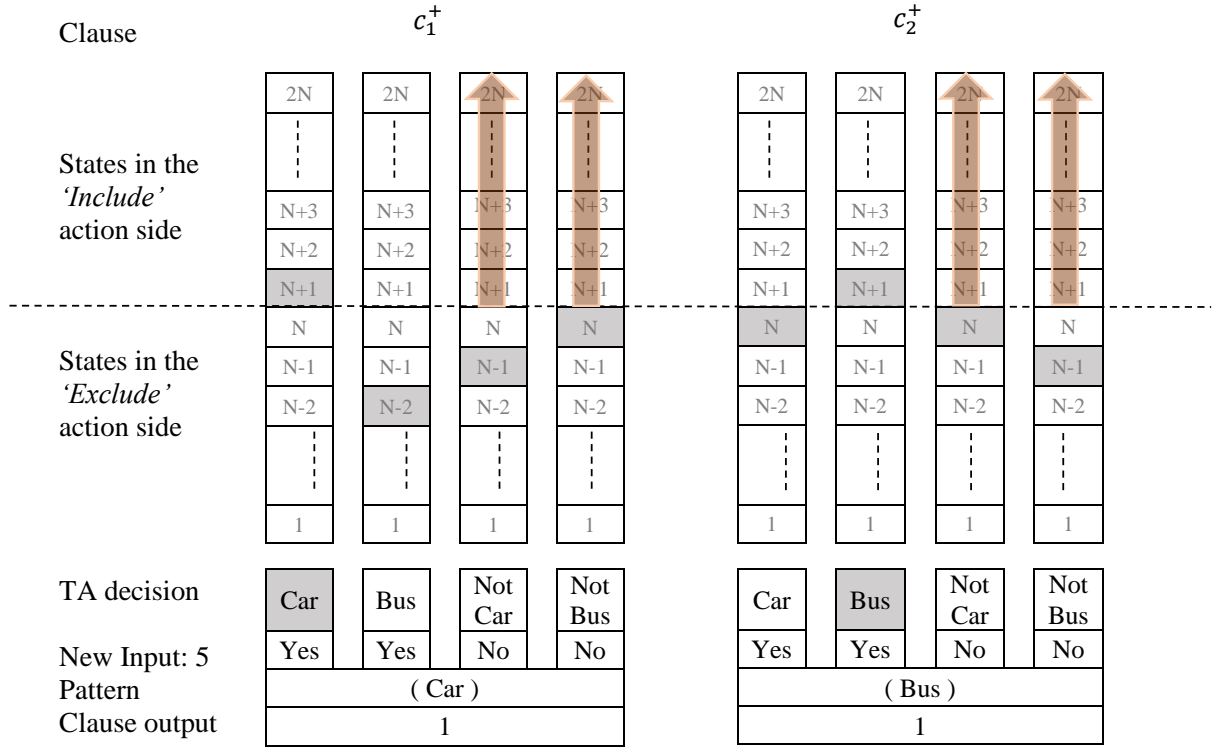 Clause c₁⁺ c₂⁺
2N 2N 2N 2N 2N 2N 2N 2N
States in the
‘Include’
action side
N+3 N+3 N+3 N+3 N+3 N+3 N+3 N+3
N+2 N+2 N+2 N+2 N+2 N+2 N+2 N+2
N+1 N+1 N+1 N+1 N+1 N+1 N+1 N+1
N N N N N N N N
States in the
‘Exclude’
action side
N-1 N-1 N-1 N-1 N-1 N-1 N-1 N-1
N-2 N-2 N-2 N-2 N-2 N-2 N-2 N-2
1 1 1 1 1 1 1 1
TA decision Car Bus Not Car Not Bus Car Bus Not Car Not Bus
New Input: 5 Yes Yes No No Yes Yes No No
Pattern ( Car ) ( Bus )
Clause output 1 1